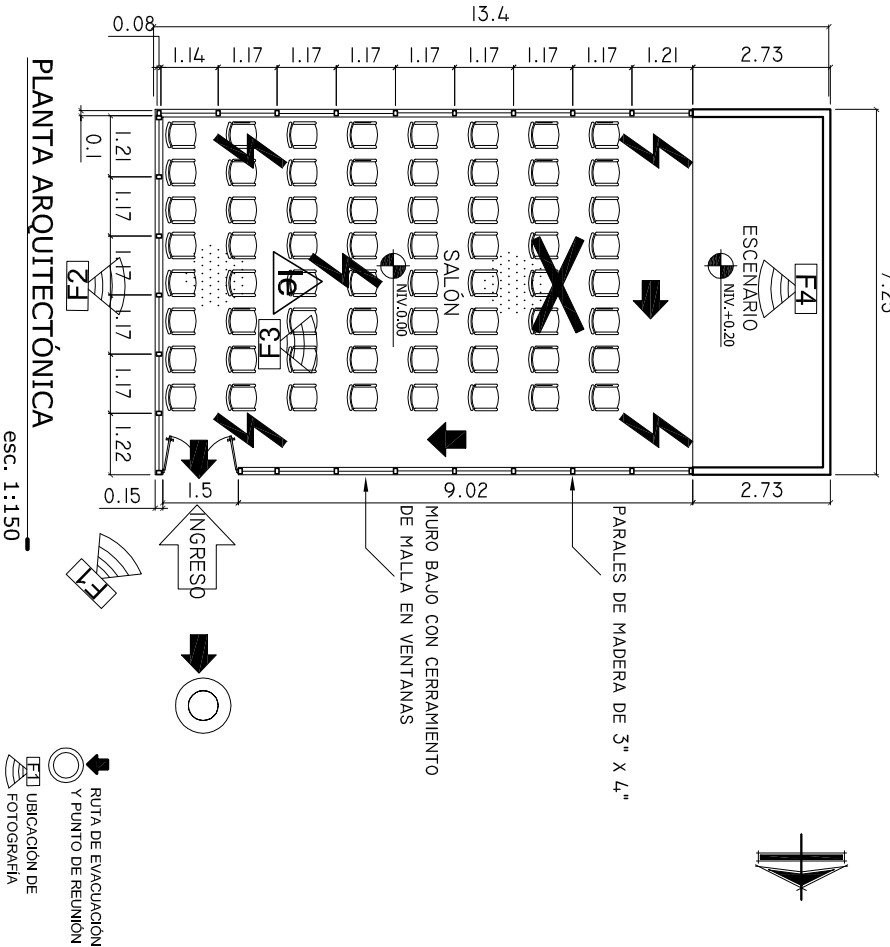 13.4
0.08
1.14
1.17
1.17
1.17
1.17
1.17
1.17
1.17
1.21
2.73
7.23
0.1
1.21
1.17
1.17
1.17
1.17
1.22
ESCENARIO
NIV.+0.20
F4
SALÓN
NIV.0.00
Ie
F3
F2
0.15
1.5
9.02
2.73
INGRESO
F1
MURO BAJO CON CERRAMIENTO
DE MALLA EN VENTANAS
PARALES DE MADERA DE 3" X 4"
PLANTA ARQUITECTÓNICA
esc. 1:150
RUTA DE EVACUACIÓN
Y PUNTO DE REUNIÓN
F1
UBICACIÓN DE
FOTOGRAFÍA